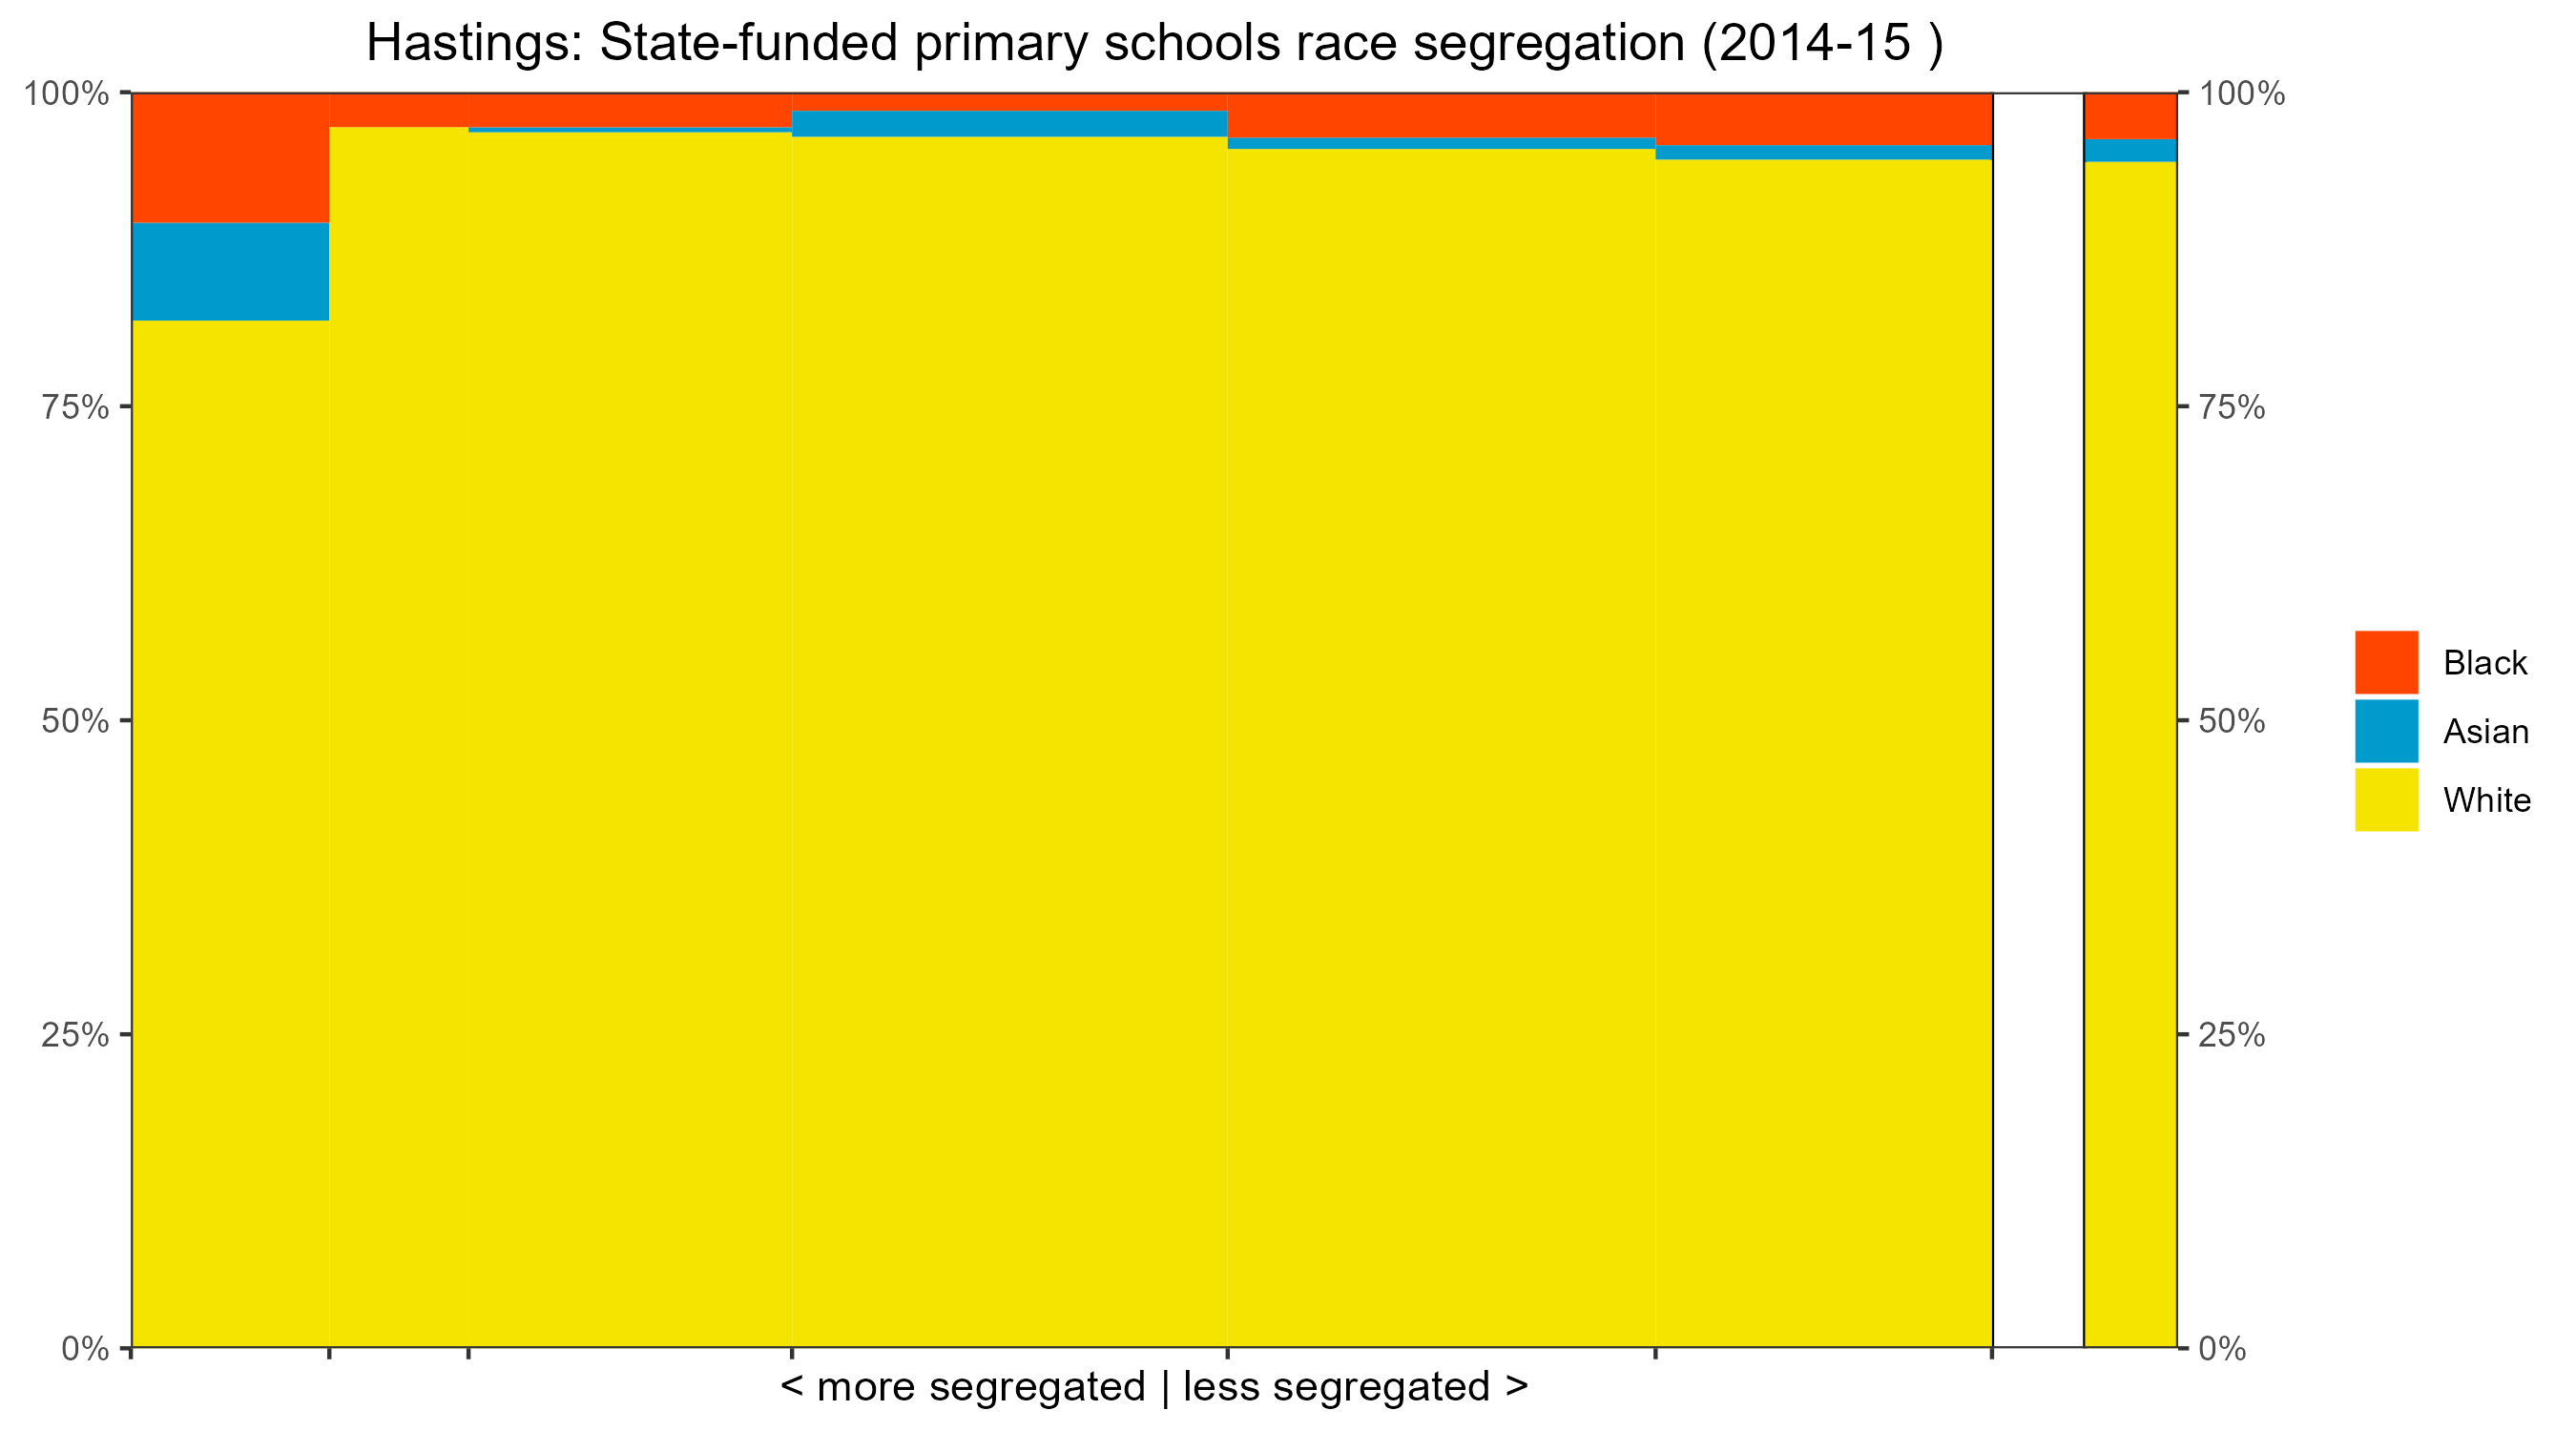 Hastings: State-funded primary schools race segregation (2014-15 )
100%
75%
50%
25%
0%
100%
75%
50%
25%
0%
Black
Asian
White
< more segregated | less segregated >